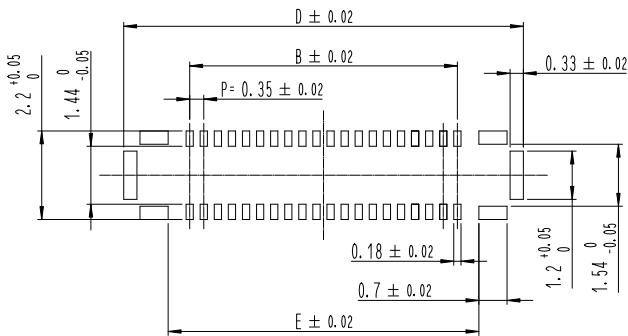 D ± 0.02
B ± 0.02
0.33 ± 0.02
P= 0.35 ± 0.02
2.2 +0.05 0
1.44 0 -0.05
0.18 ± 0.02
0.7 ± 0.02
1.2 +0.05 0
1.54 0 -0.05
E ± 0.02